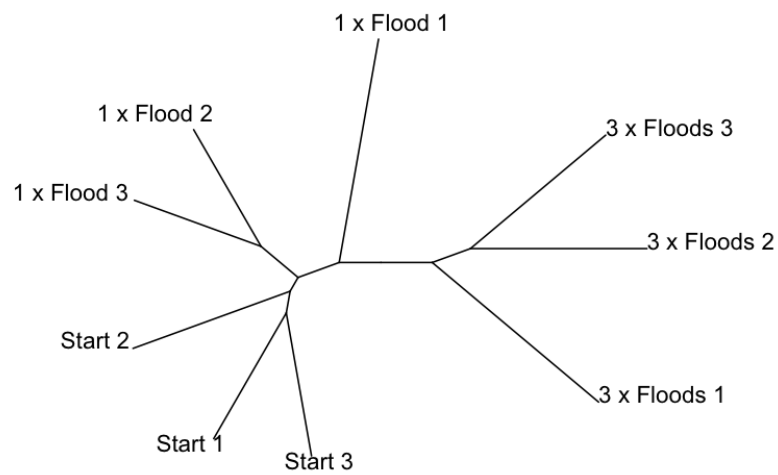 1 x Flood 1
1 x Flood 2
3 x Floods 3
1 x Flood 3
3 x Floods 2
Start 2
3 x Floods 1
Start 1
Start 3